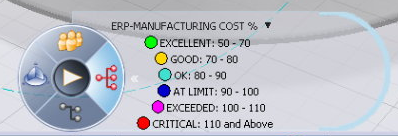 ERP-MANUFACTURING COST %
EXCELLENT: 50 - 70
GOOD: 70 - 80
OK: 80 - 90
AT LIMIT: 90 - 100
EXCEEDED: 100 - 110
CRITICAL: 110 and Above